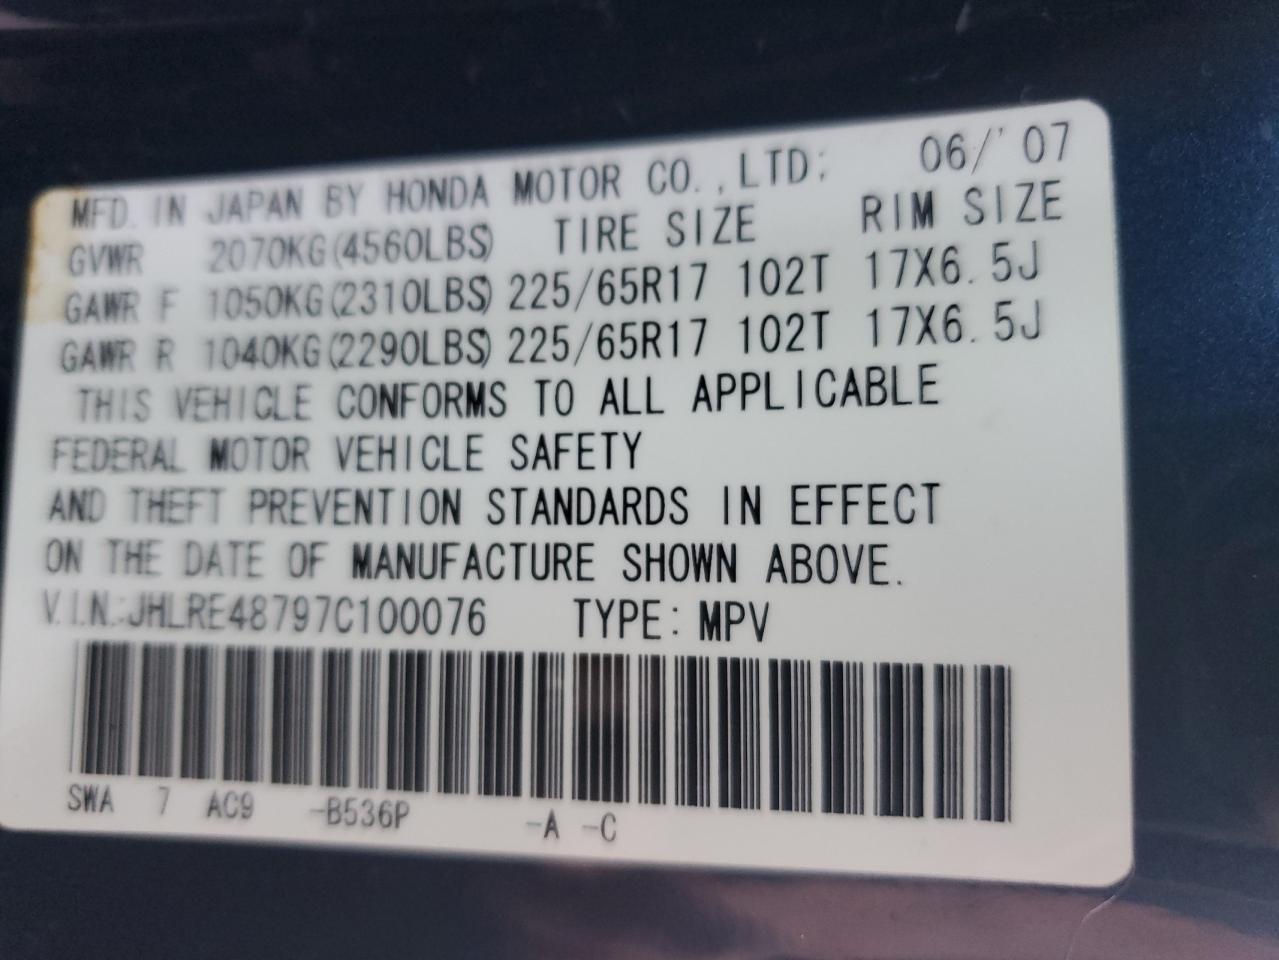 MFD. IN JAPAN BY HONDA MOTOR CO., LTD; 06/'07
GVWR 2070KG(4560LBS) TIRE SIZE RIM SIZE
GAWR F 1050KG(2310LBS) 225/65R17 102T 17X6.5J
GAWR R 1040KG(2290LBS) 225/65R17 102T 17X6.5J
THIS VEHICLE CONFORMS TO ALL APPLICABLE
FEDERAL MOTOR VEHICLE SAFETY
AND THEFT PREVENTION STANDARDS IN EFFECT
ON THE DATE OF MANUFACTURE SHOWN ABOVE.
V.I.N.:JHLRE48797C100076 TYPE: MPV
SWA 7 AC9 -B536P -A -C